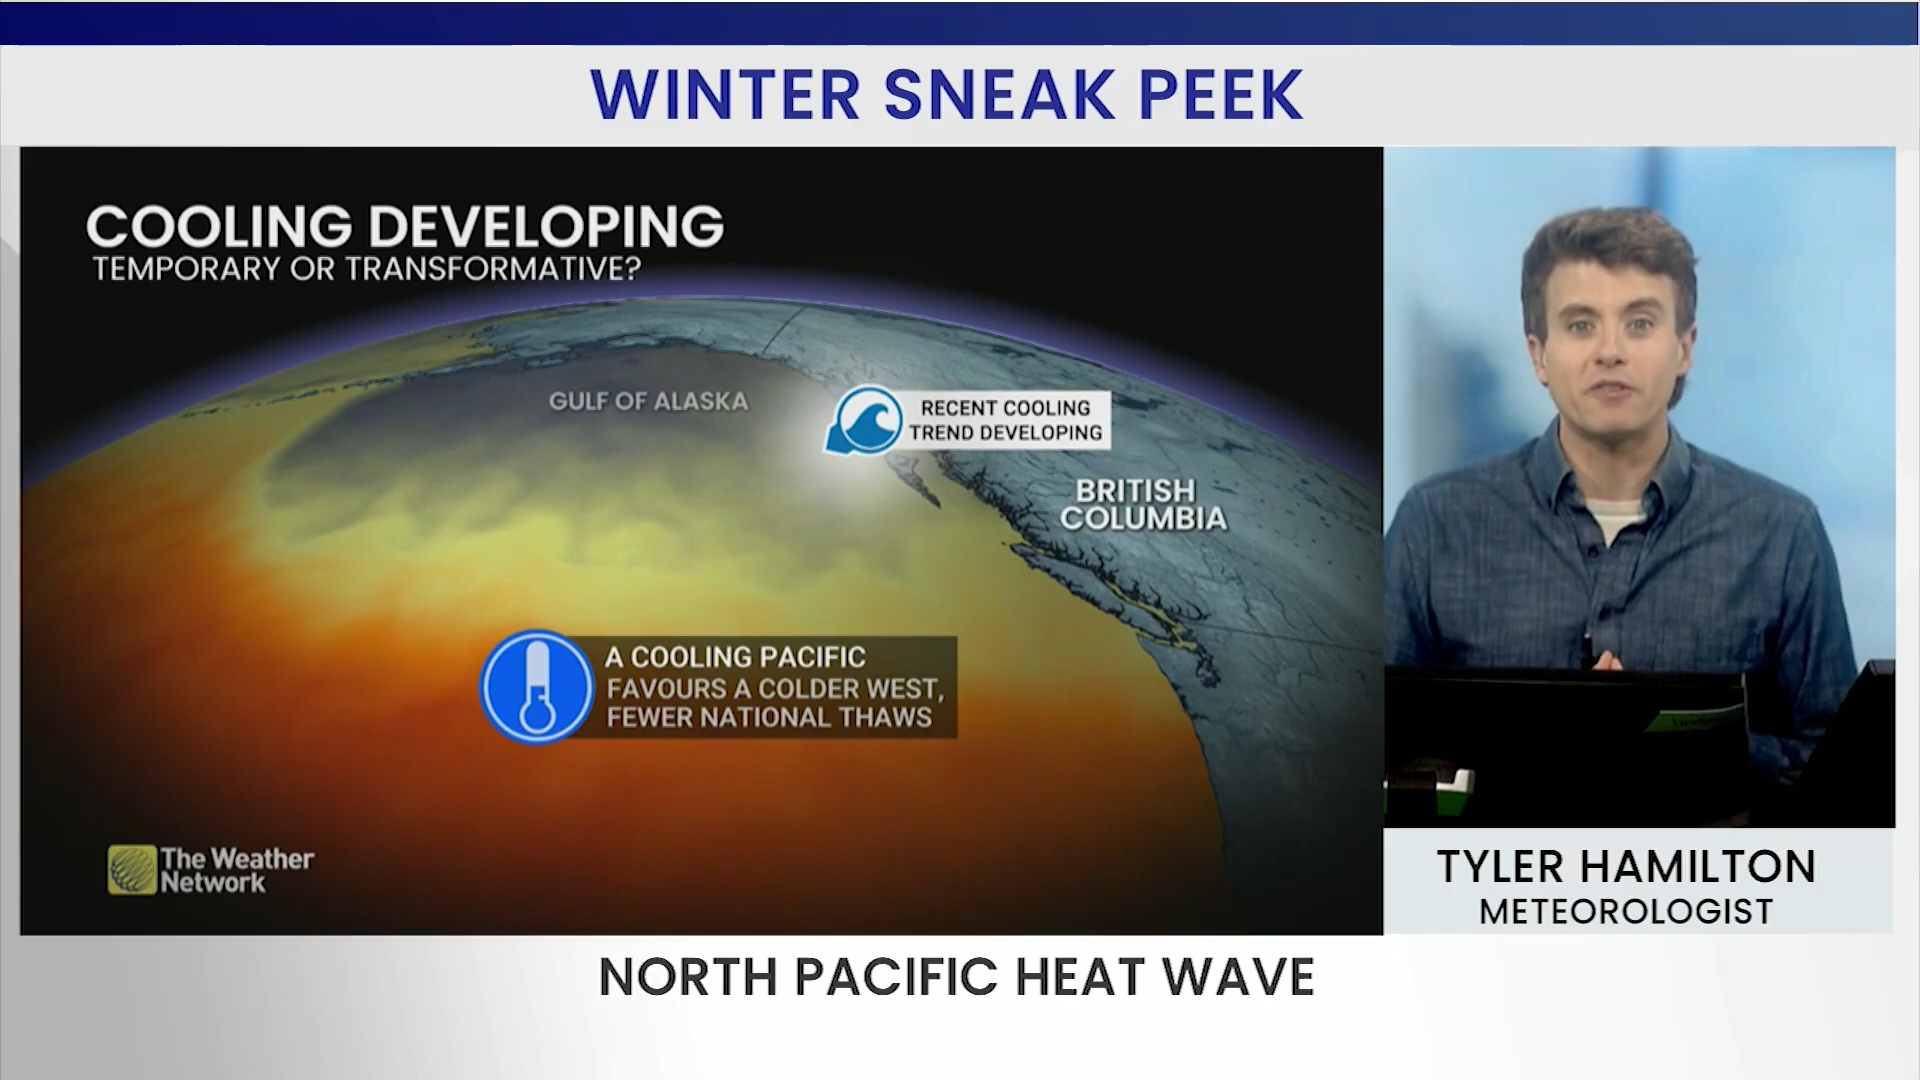 WINTER SNEAK PEEK
COOLING DEVELOPING
TEMPORARY OR TRANSFORMATIVE?
GULF OF ALASKA
RECENT COOLING
TREND DEVELOPING
BRITISH
COLUMBIA
A COOLING PACIFIC
FAVOURS A COLDER WEST,
FEWER NATIONAL THAWS
The Weather
Network
TYLER HAMILTON
METEOROLOGIST
NORTH PACIFIC HEAT WAVE